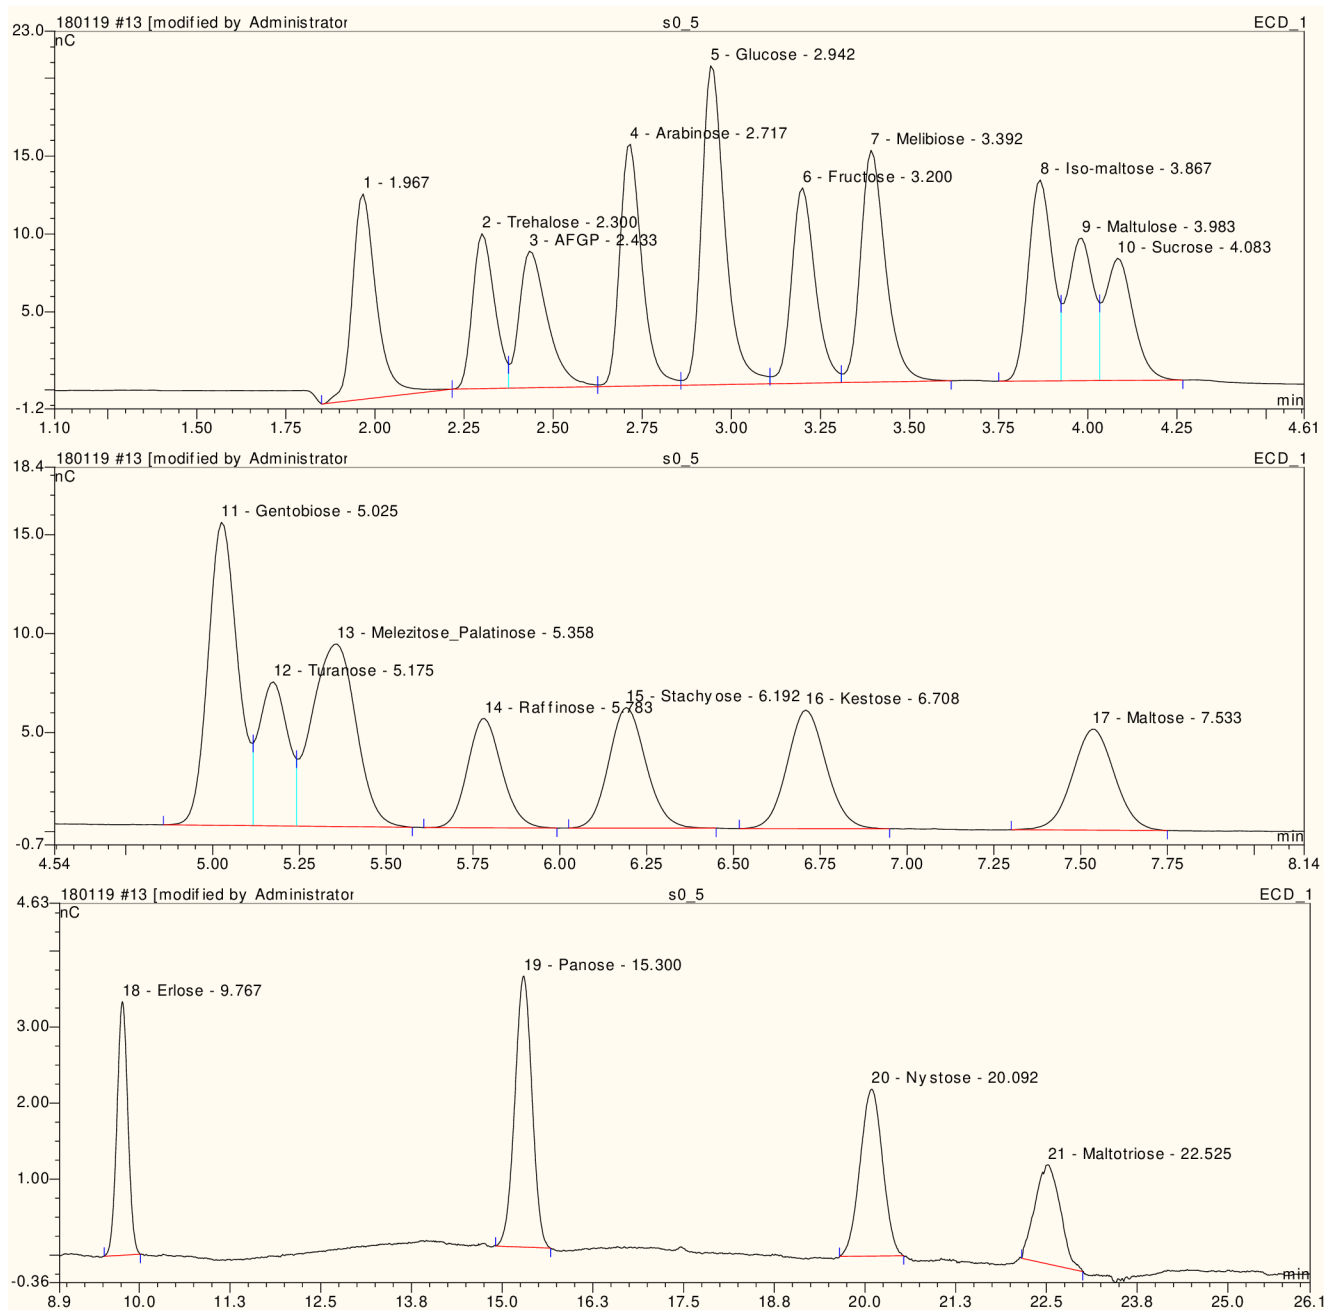 180119 #13 [modified by Administrator s0_5 ECD_1
23.0
nC
5 - Glucose - 2.942
4 - Arabinose - 2.717
7 - Melibiose - 3.392
15.0
8 - Iso-maltose - 3.867
6 - Fructose - 3.200
1 - 1.967
2 - Trehalose - 2.300
9 - Maltulose - 3.983
10.0
3 - AFGP - 2.433
10 - Sucrose - 4.083
5.0
min
-1.2
1.10 1.50 1.75 2.00 2.25 2.50 2.75 3.00 3.25 3.50 3.75 4.00 4.25 4.61
180119 #13 [modified by Administrator s0_5 ECD_1
18.4
nC
11 - Gentobiose - 5.025
15.0
10.0
13 - Melezitose_Palatinose - 5.358
12 - Turanose - 5.175
15 - Stachyose - 6.192
16 - Kestose - 6.708
14 - Raffinose - 5.783
17 - Maltose - 7.533
5.0
min
-0.7
4.54 5.00 5.25 5.50 5.75 6.00 6.25 6.50 6.75 7.00 7.25 7.50 7.75 8.14
180119 #13 [modified by Administrator s0_5 ECD_1
4.63
nC
19 - Panose - 15.300
18 - Erlose - 9.767
3.00
20 - Nystose - 20.092
2.00
21 - Maltotriose - 22.525
1.00
min
-0.36
8.9 10.0 11.3 12.5 13.8 15.0 16.3 17.5 18.8 20.0 21.3 22.5 23.8 25.0 26.1